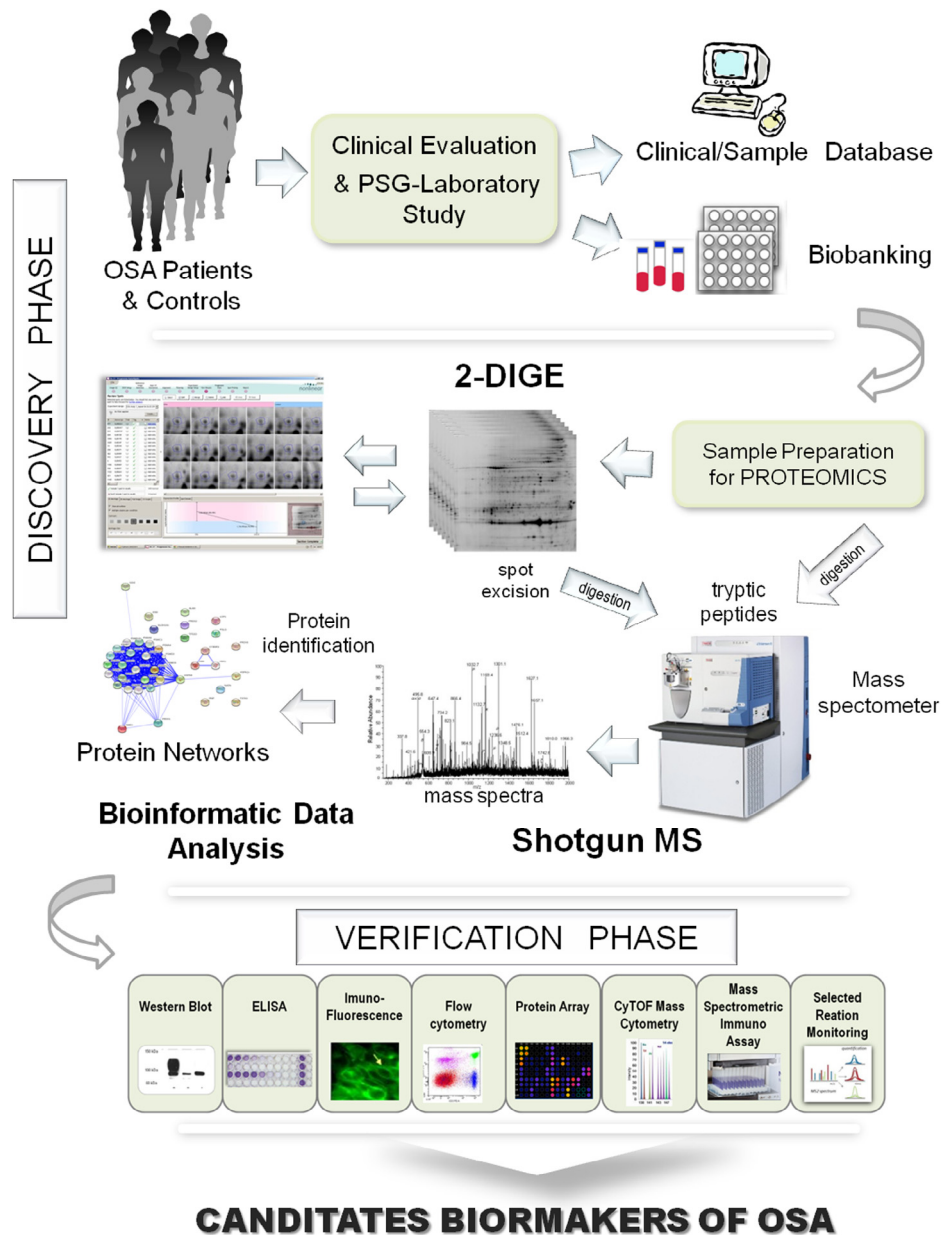 DISCOVERY PHASE
OSA Patients
& Controls
Clinical Evaluation
& PSG-Laboratory
Study
Clinical/Sample Database
Biobanking
2-DIGE
Sample Preparation
for PROTEOMICS
spot
excision
digestion
digestion
tryptic
peptides
Mass
spectometer
Protein
identification
Protein Networks
Relative Abundance
mass spectra
Bioinformatic Data
Analysis
Shotgun MS
VERIFICATION PHASE
Western Blot
ELISA
Imuno-
Fluorescence
Flow
cytometry
Protein Array
CyTOF Mass
Cytometry
Mass
Spectrometric
Immuno
Assay
Selected
Reation
Monitoring
quantification
CANDITATES BIORMAKERS OF OSA